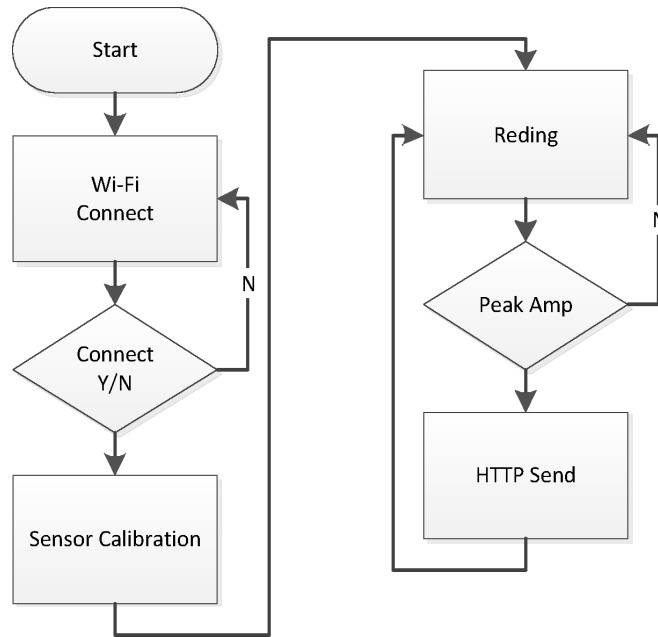 Start
Wi-Fi
Connect
N
Connect
Y/N
Sensor Calibration
Reding
N
Peak Amp
HTTP Send